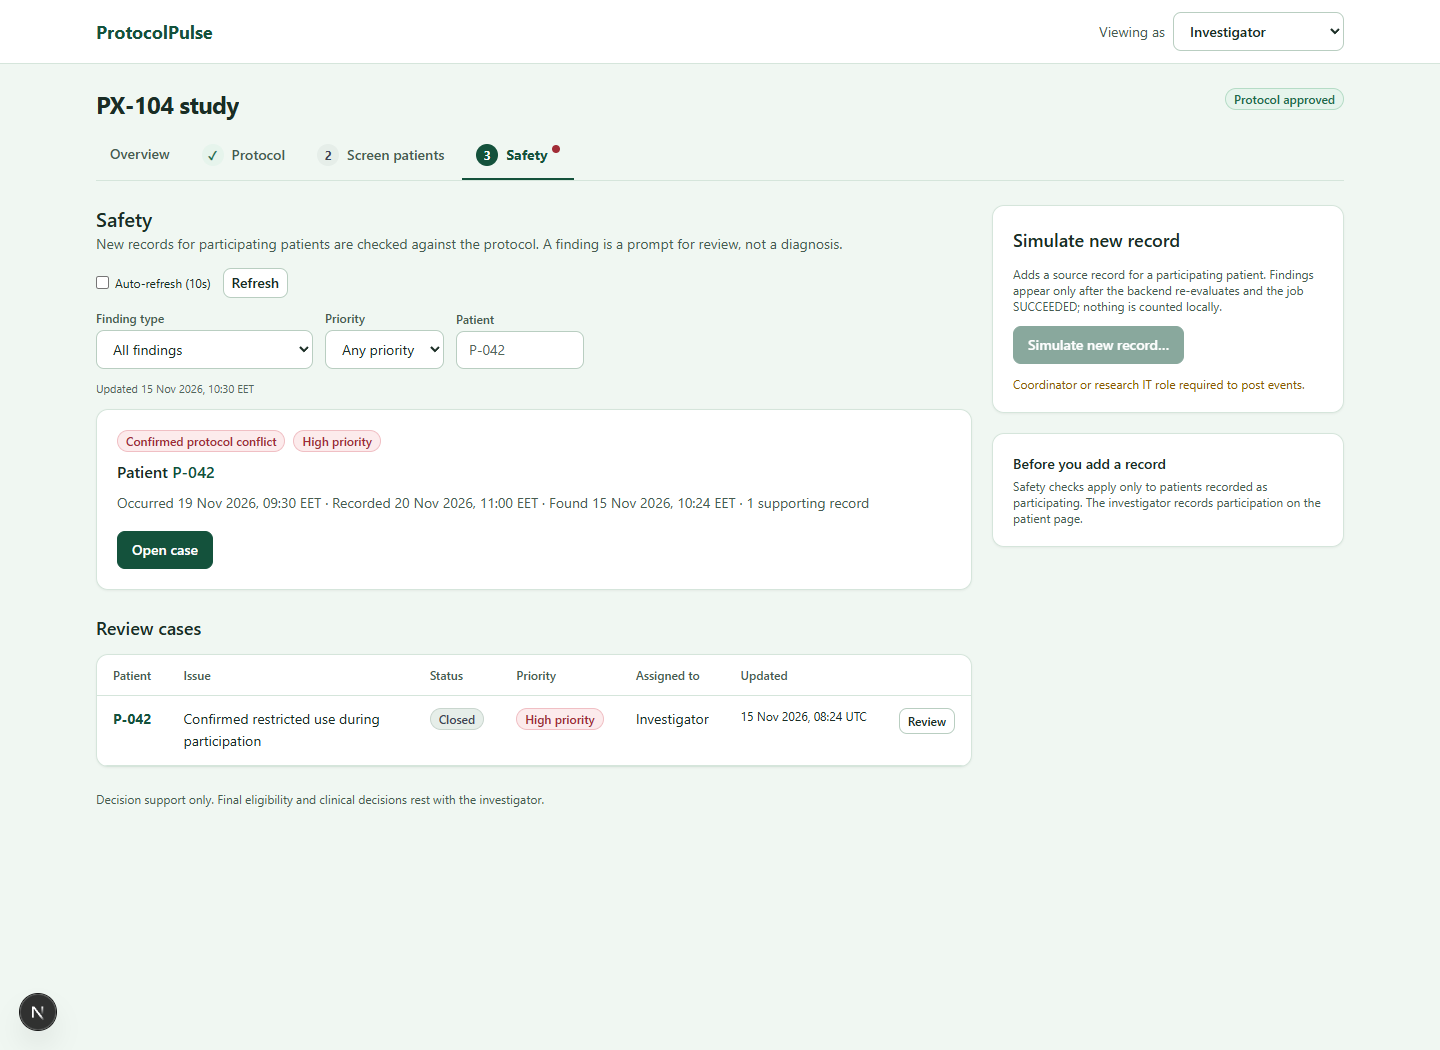 ProtocolPulse
Viewing as
Investigator
PX-104 study
Protocol approved
Overview
✓ Protocol
2 Screen patients
3 Safety
Safety
New records for participating patients are checked against the protocol. A finding is a prompt for review, not a diagnosis.
Auto-refresh (10s)
Refresh
Finding type
Priority
Patient
All findings
Any priority
P-042
Updated 15 Nov 2026, 10:30 EET
Confirmed protocol conflict
High priority
Patient P-042
Occurred 19 Nov 2026, 09:30 EET · Recorded 20 Nov 2026, 11:00 EET · Found 15 Nov 2026, 10:24 EET · 1 supporting record
Open case
Review cases
Patient Issue Status Priority Assigned to Updated
P-042 Confirmed restricted use during Closed High priority Investigator 15 Nov 2026, 08:24 UTC Review
participation
Decision support only. Final eligibility and clinical decisions rest with the investigator.
Simulate new record
Adds a source record for a participating patient. Findings
appear only after the backend re-evaluates and the job
SUCCEEDED; nothing is counted locally.
Simulate new record...
Coordinator or research IT role required to post events.
Before you add a record
Safety checks apply only to patients recorded as
participating. The investigator records participation on the
patient page.
N